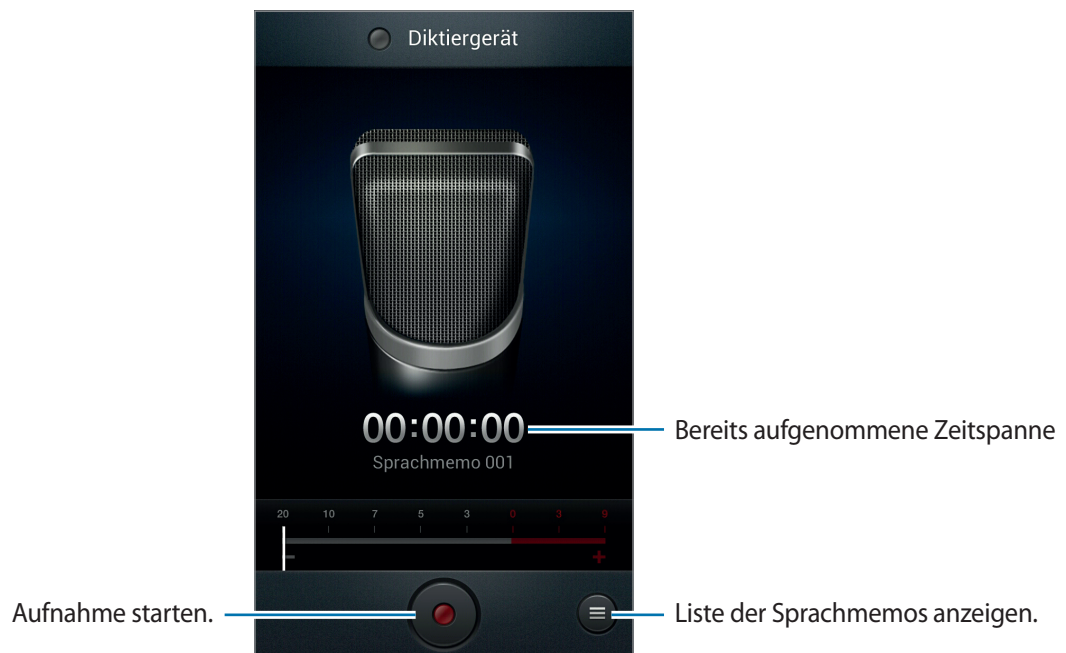 Diktiergerät
00:00:00
Bereits aufgenommene Zeitspanne
Sprachmemo 001
20 10 7 5 3 0 3 9
− +
Aufnahme starten.
Liste der Sprachmemos anzeigen.